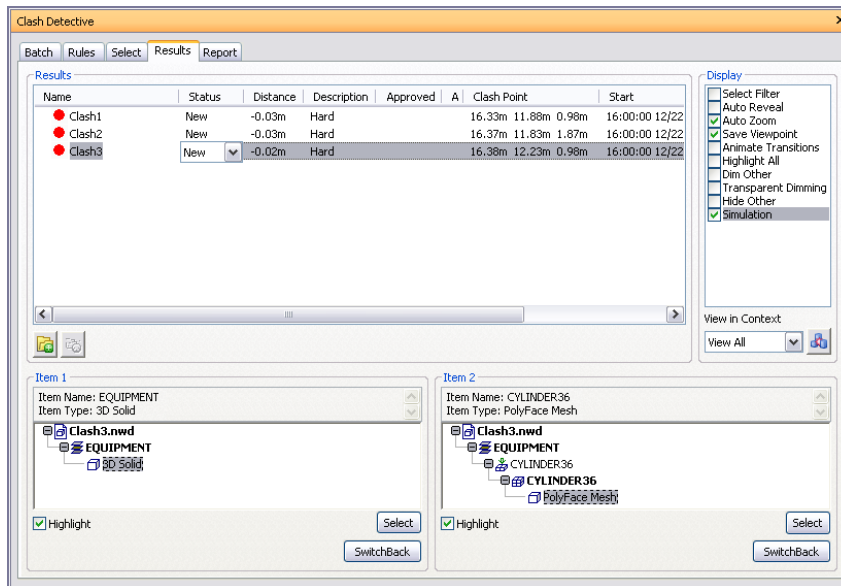 Clash Detective
Batch Rules Select Results Report
Results
Name Status Distance Description Approved A Clash Point Start
Clash1 New -0.03m Hard 16.33m 11.88m 0.98m 16:00:00 12/22
Clash2 New -0.03m Hard 16.37m 11.83m 1.87m 16:00:00 12/22
Clash3 New -0.02m Hard 16.38m 12.23m 0.98m 16:00:00 12/22
Display
Select Filter
Auto Reveal
Auto Zoom
Save Viewpoint
Animate Transitions
Highlight All
Dim Other
Transparent Dimming
Hide Other
Simulation
View in Context
View All
Item 1
Item Name: EQUIPMENT
Item Type: 3D Solid
Clash3.nwd
EQUIPMENT
3D Solid
Highlight Select
SwitchBack
Item 2
Item Name: CYLINDER36
Item Type: PolyFace Mesh
Clash3.nwd
EQUIPMENT
CYLINDER36
CYLINDER36
PolyFace Mesh
Highlight Select
SwitchBack